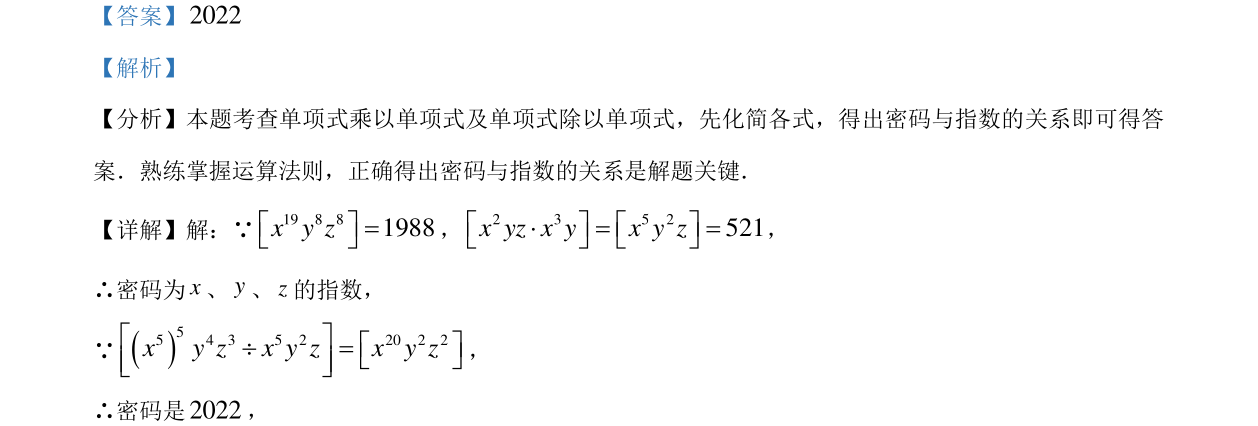 【答案】2022
【解析】
【分析】本题考查单项式乘以单项式及单项式除以单项式，先化简各式，得出密码与指数的关系即可得答
案．熟练掌握运算法则，正确得出密码与指数的关系是解题关键．
【详解】解：∵[x¹⁹y⁸z⁸]=1988，[x²yz·x³y]=[x⁵y²z]=521，
∴密码为x、y、z的指数，
∵[(x⁵)⁵y⁴z³÷x⁵y²z]=[x²⁰y²z²]，
∴密码是2022，